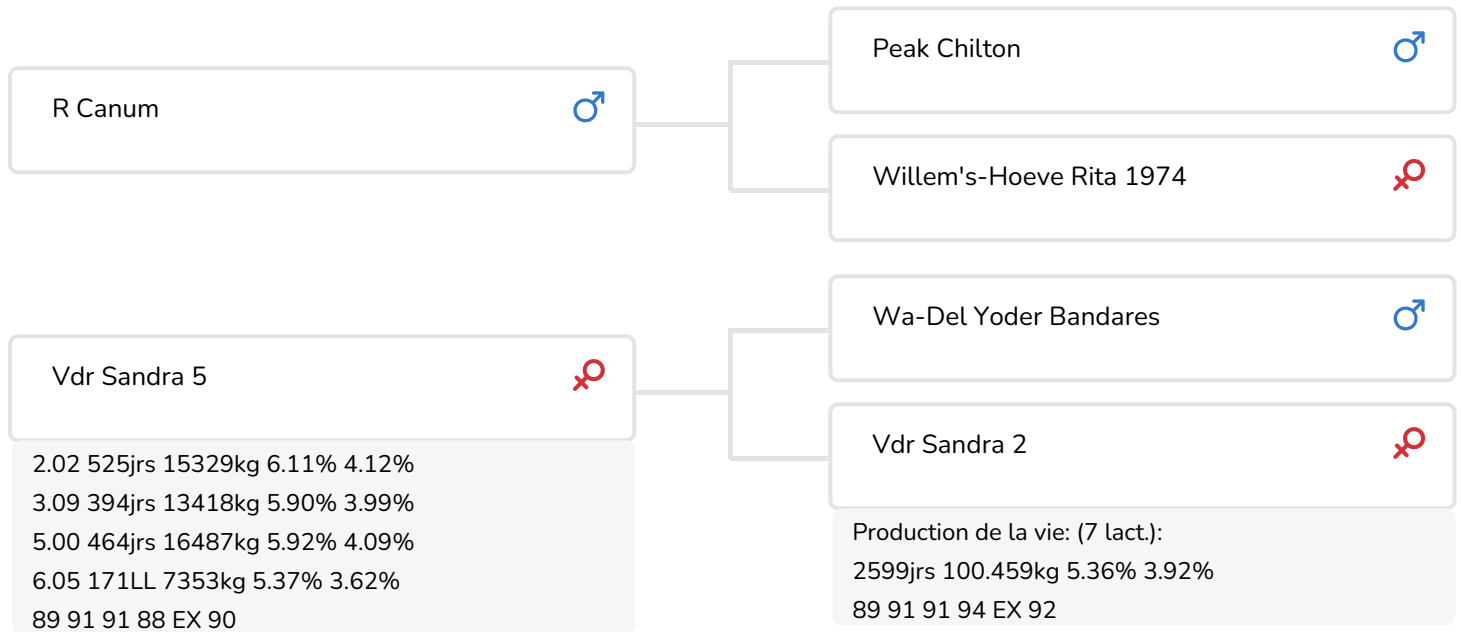 R Canum
Peak Chilton
Willem's-Hoeve Rita 1974
Vdr Sandra 5
2.02 525jrs 15329kg 6.11% 4.12%
3.09 394jrs 13418kg 5.90% 3.99%
5.00 464jrs 16487kg 5.92% 4.09%
6.05 171LL 7353kg 5.37% 3.62%
89 91 91 88 EX 90
Wa-Del Yoder Bandares
Vdr Sandra 2
Production de la vie: (7 lact.):
2599jrs 100.459kg 5.36% 3.92%
89 91 91 94 EX 92